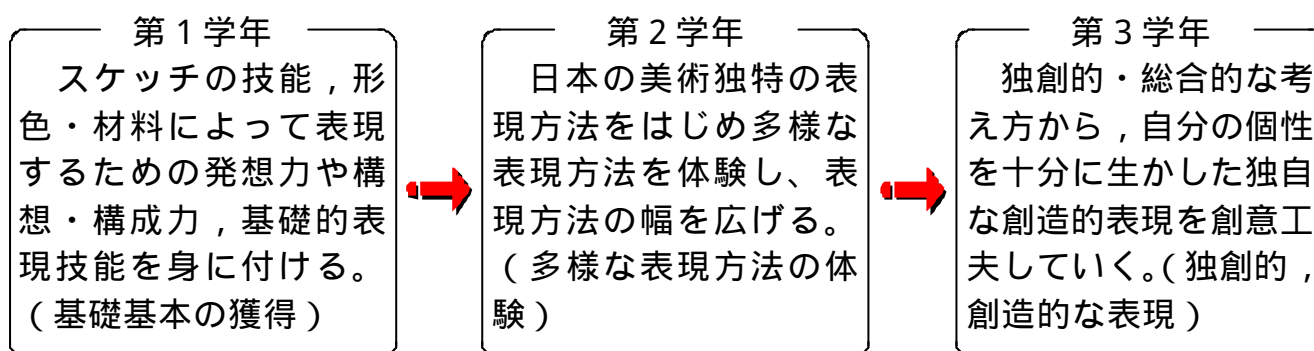 第1学年
スケッチの技能，形
色・材料によって表現
するための発想力や構
想・構成力，基礎的表
現技能を身に付ける。
（基礎基本の獲得）
第2学年
日本の美術独特の表
現方法をはじめ多様な
表現方法を体験し、表
現方法の幅を広げる。
（多様な表現方法の体
験）
第3学年
独創的・総合的な考
え方から，自分の個性
を十分に生かした独自
な創造的表現を創意工
夫していく。（独創的，
創造的な表現）